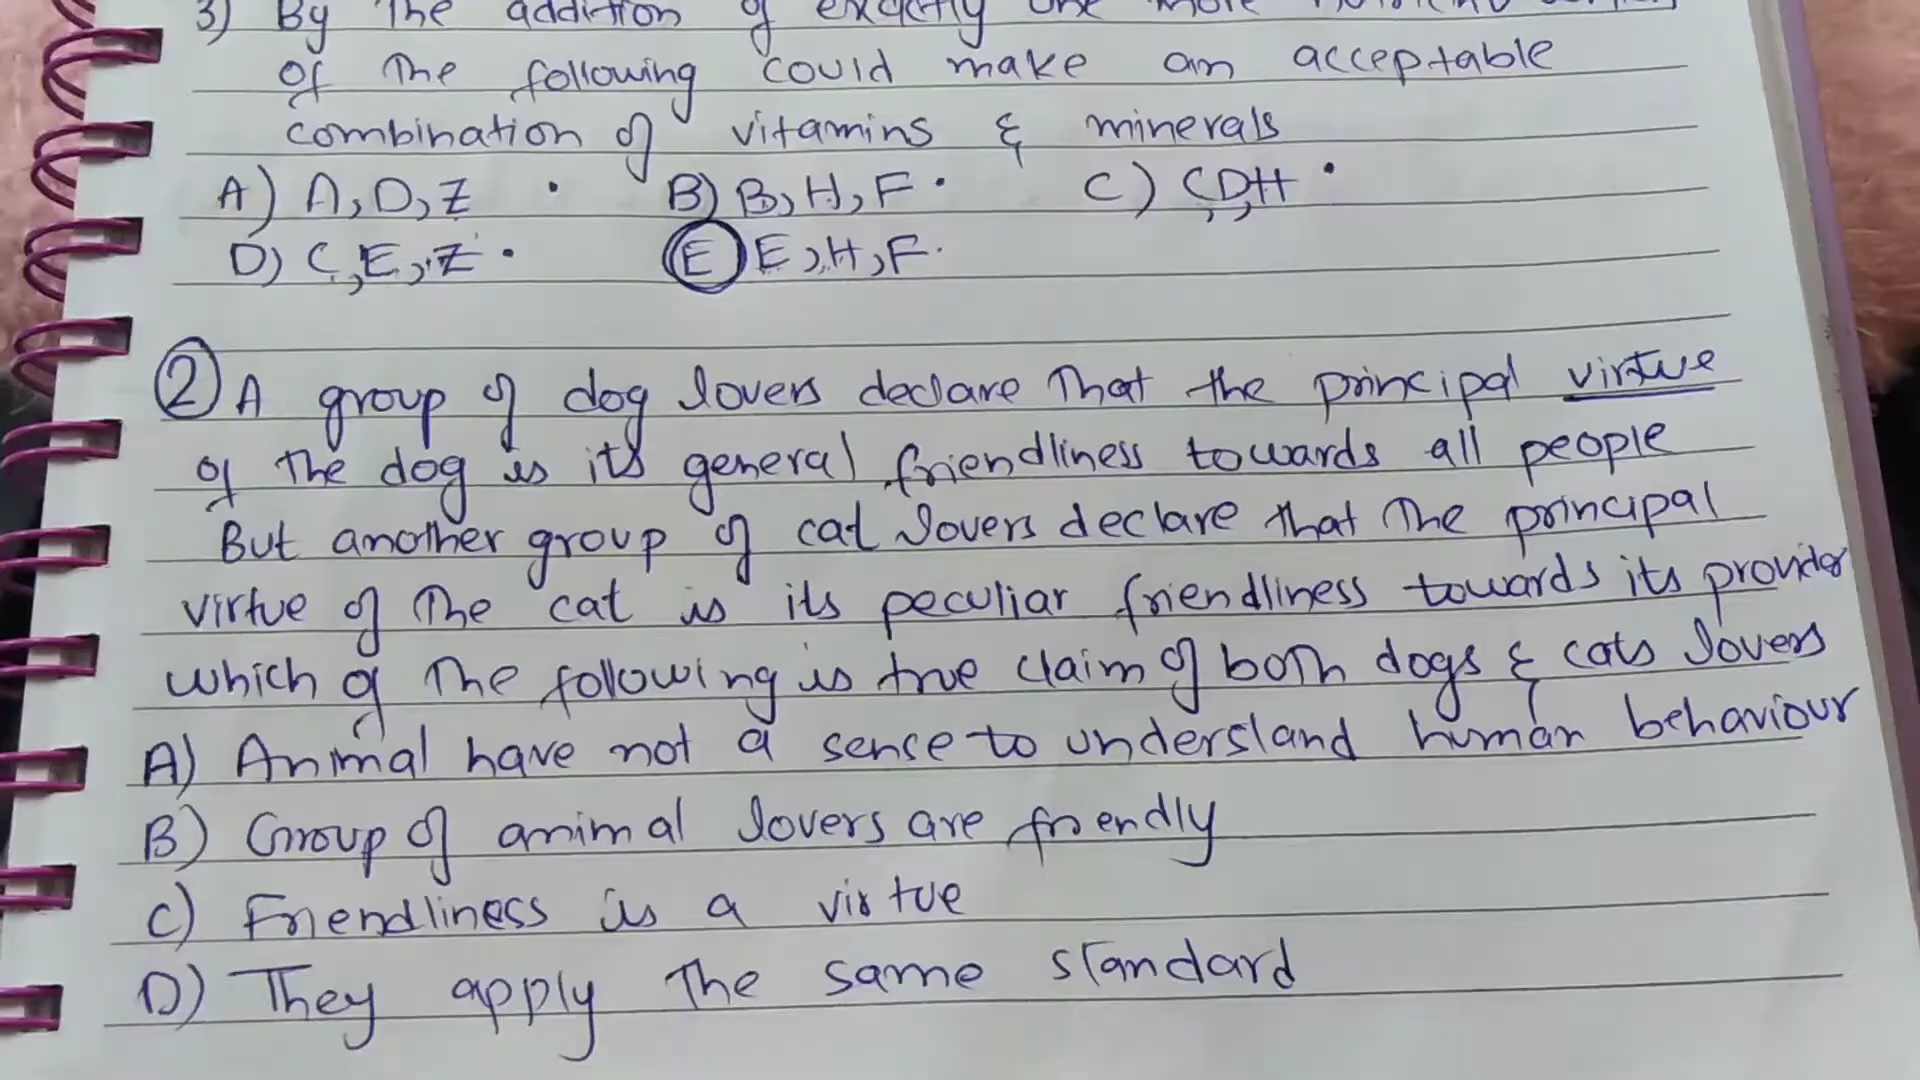 3) By the addition of exactly one more
of the following could make an acceptable
combination of vitamins & minerals
A) A, D, Z . B) B, H, F . C) C, D, H .
D) C, E, Z . E) E, H, F.
2) A group of dog lovers declare that the principal virtue
of the dog is its general friendliness towards all people
But another group of cat lovers declare that the principal
virtue of the cat is its peculiar friendliness towards its provider
which of the following is true claim of both dogs & cats lovers
A) Animal have not a sense to understand human behaviour
B) Group of animal lovers are friendly
C) Friendliness is a virtue
D) They apply the same standard